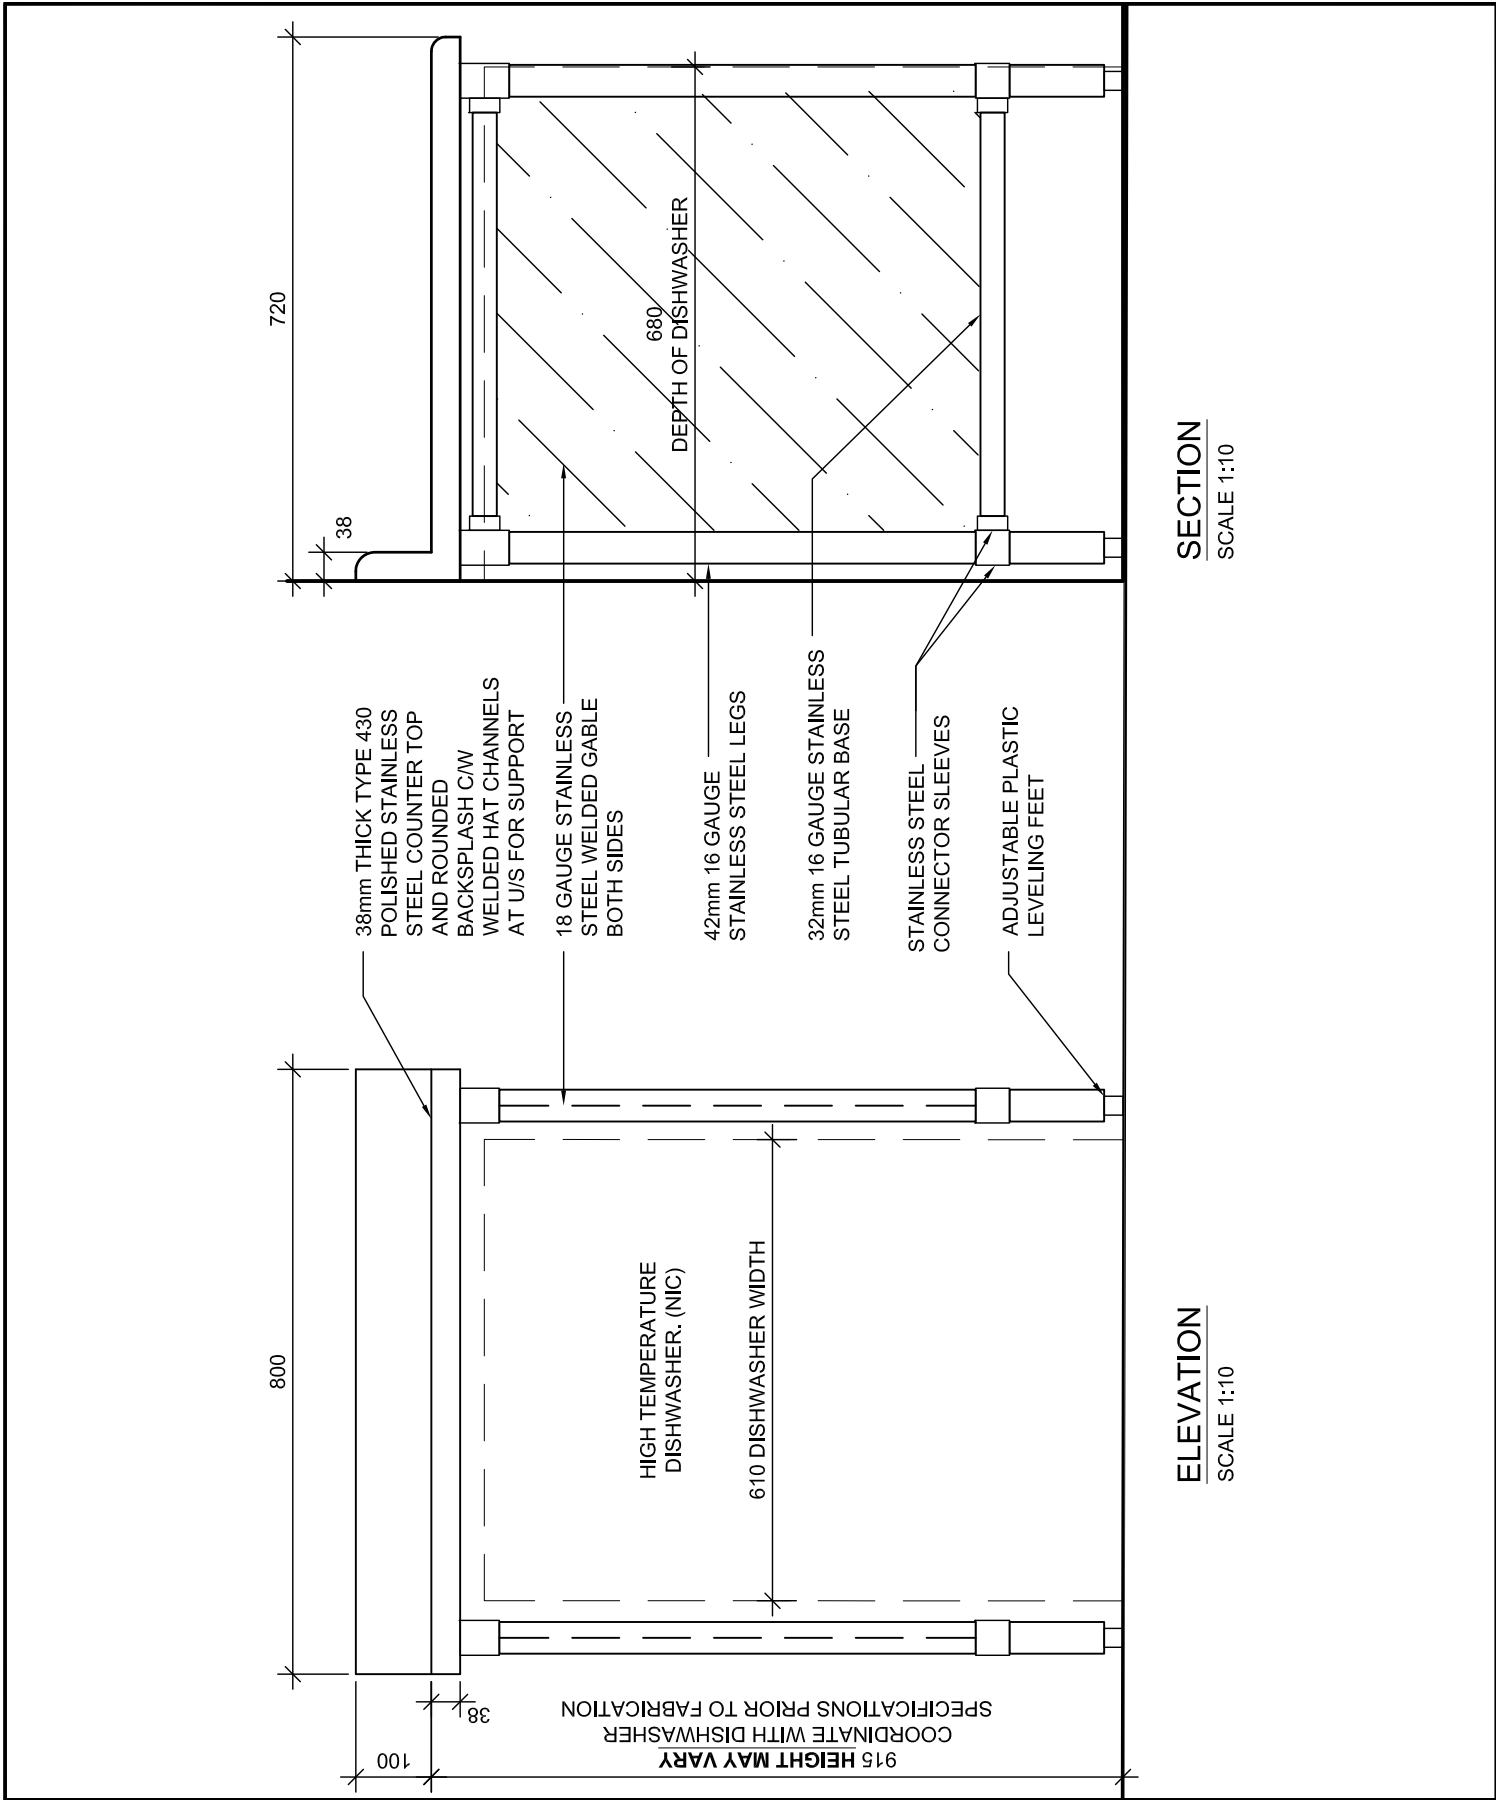 800
720
38
38mm THICK TYPE 430
POLISHED STAINLESS
STEEL COUNTER TOP
AND ROUNDED
BACKSPLASH C/W
WELDED HAT CHANNELS
AT U/S FOR SUPPORT
18 GAUGE STAINLESS
STEEL WELDED GABLE
BOTH SIDES
42mm 16 GAUGE
STAINLESS STEEL LEGS
32mm 16 GAUGE STAINLESS
STEEL TUBULAR BASE
STAINLESS STEEL
CONNECTOR SLEEVES
ADJUSTABLE PLASTIC
LEVELING FEET
HIGH TEMPERATURE
DISHWASHER. (NIC)
610 DISHWASHER WIDTH
680
DEPTH OF DISHWASHER
100
38
915 HEIGHT MAY VARY
COORDINATE WITH DISHWASHER
SPECIFICATIONS PRIOR TO FABRICATION
ELEVATION
SCALE 1:10
SECTION
SCALE 1:10